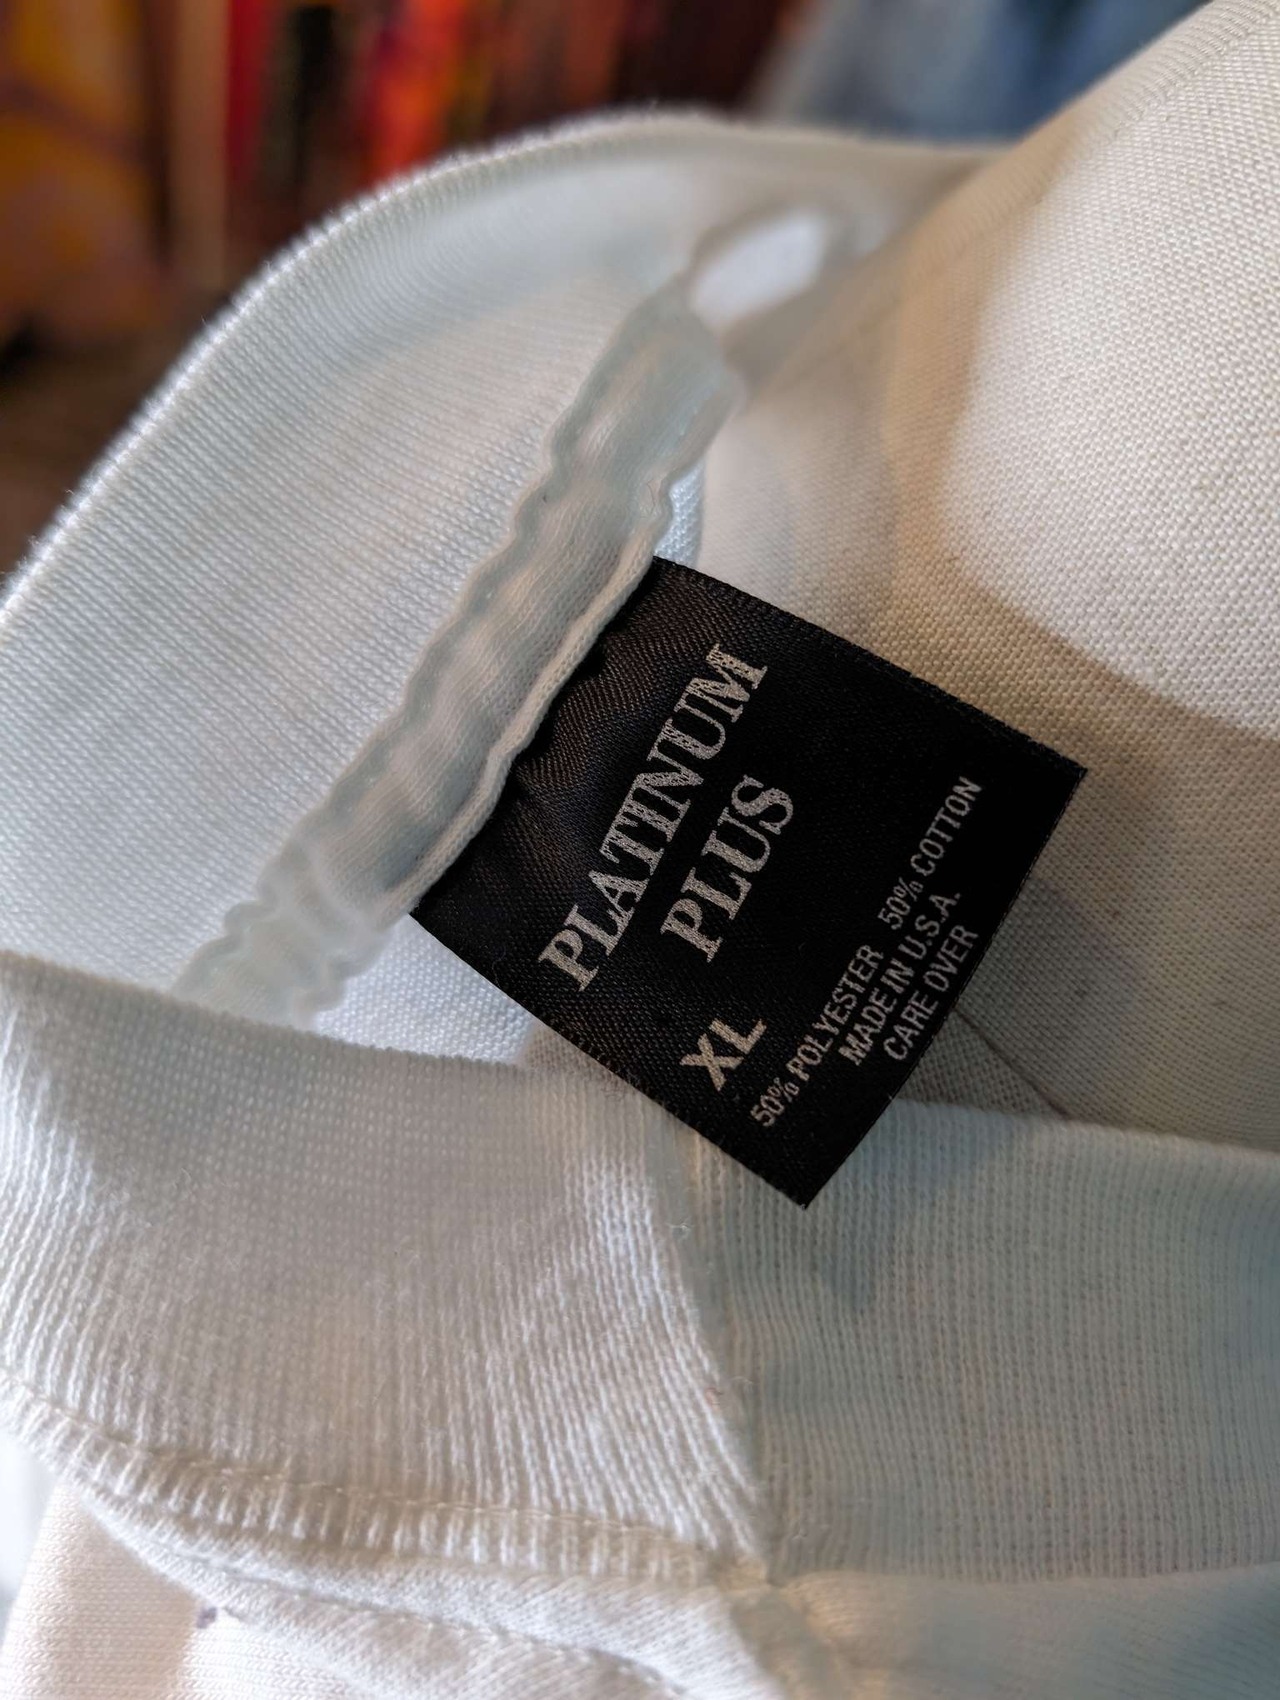 PLATINUM
PLUS
XL
50% POLYESTER 50% COTTON
MADE IN U.S.A.
CARE OVER